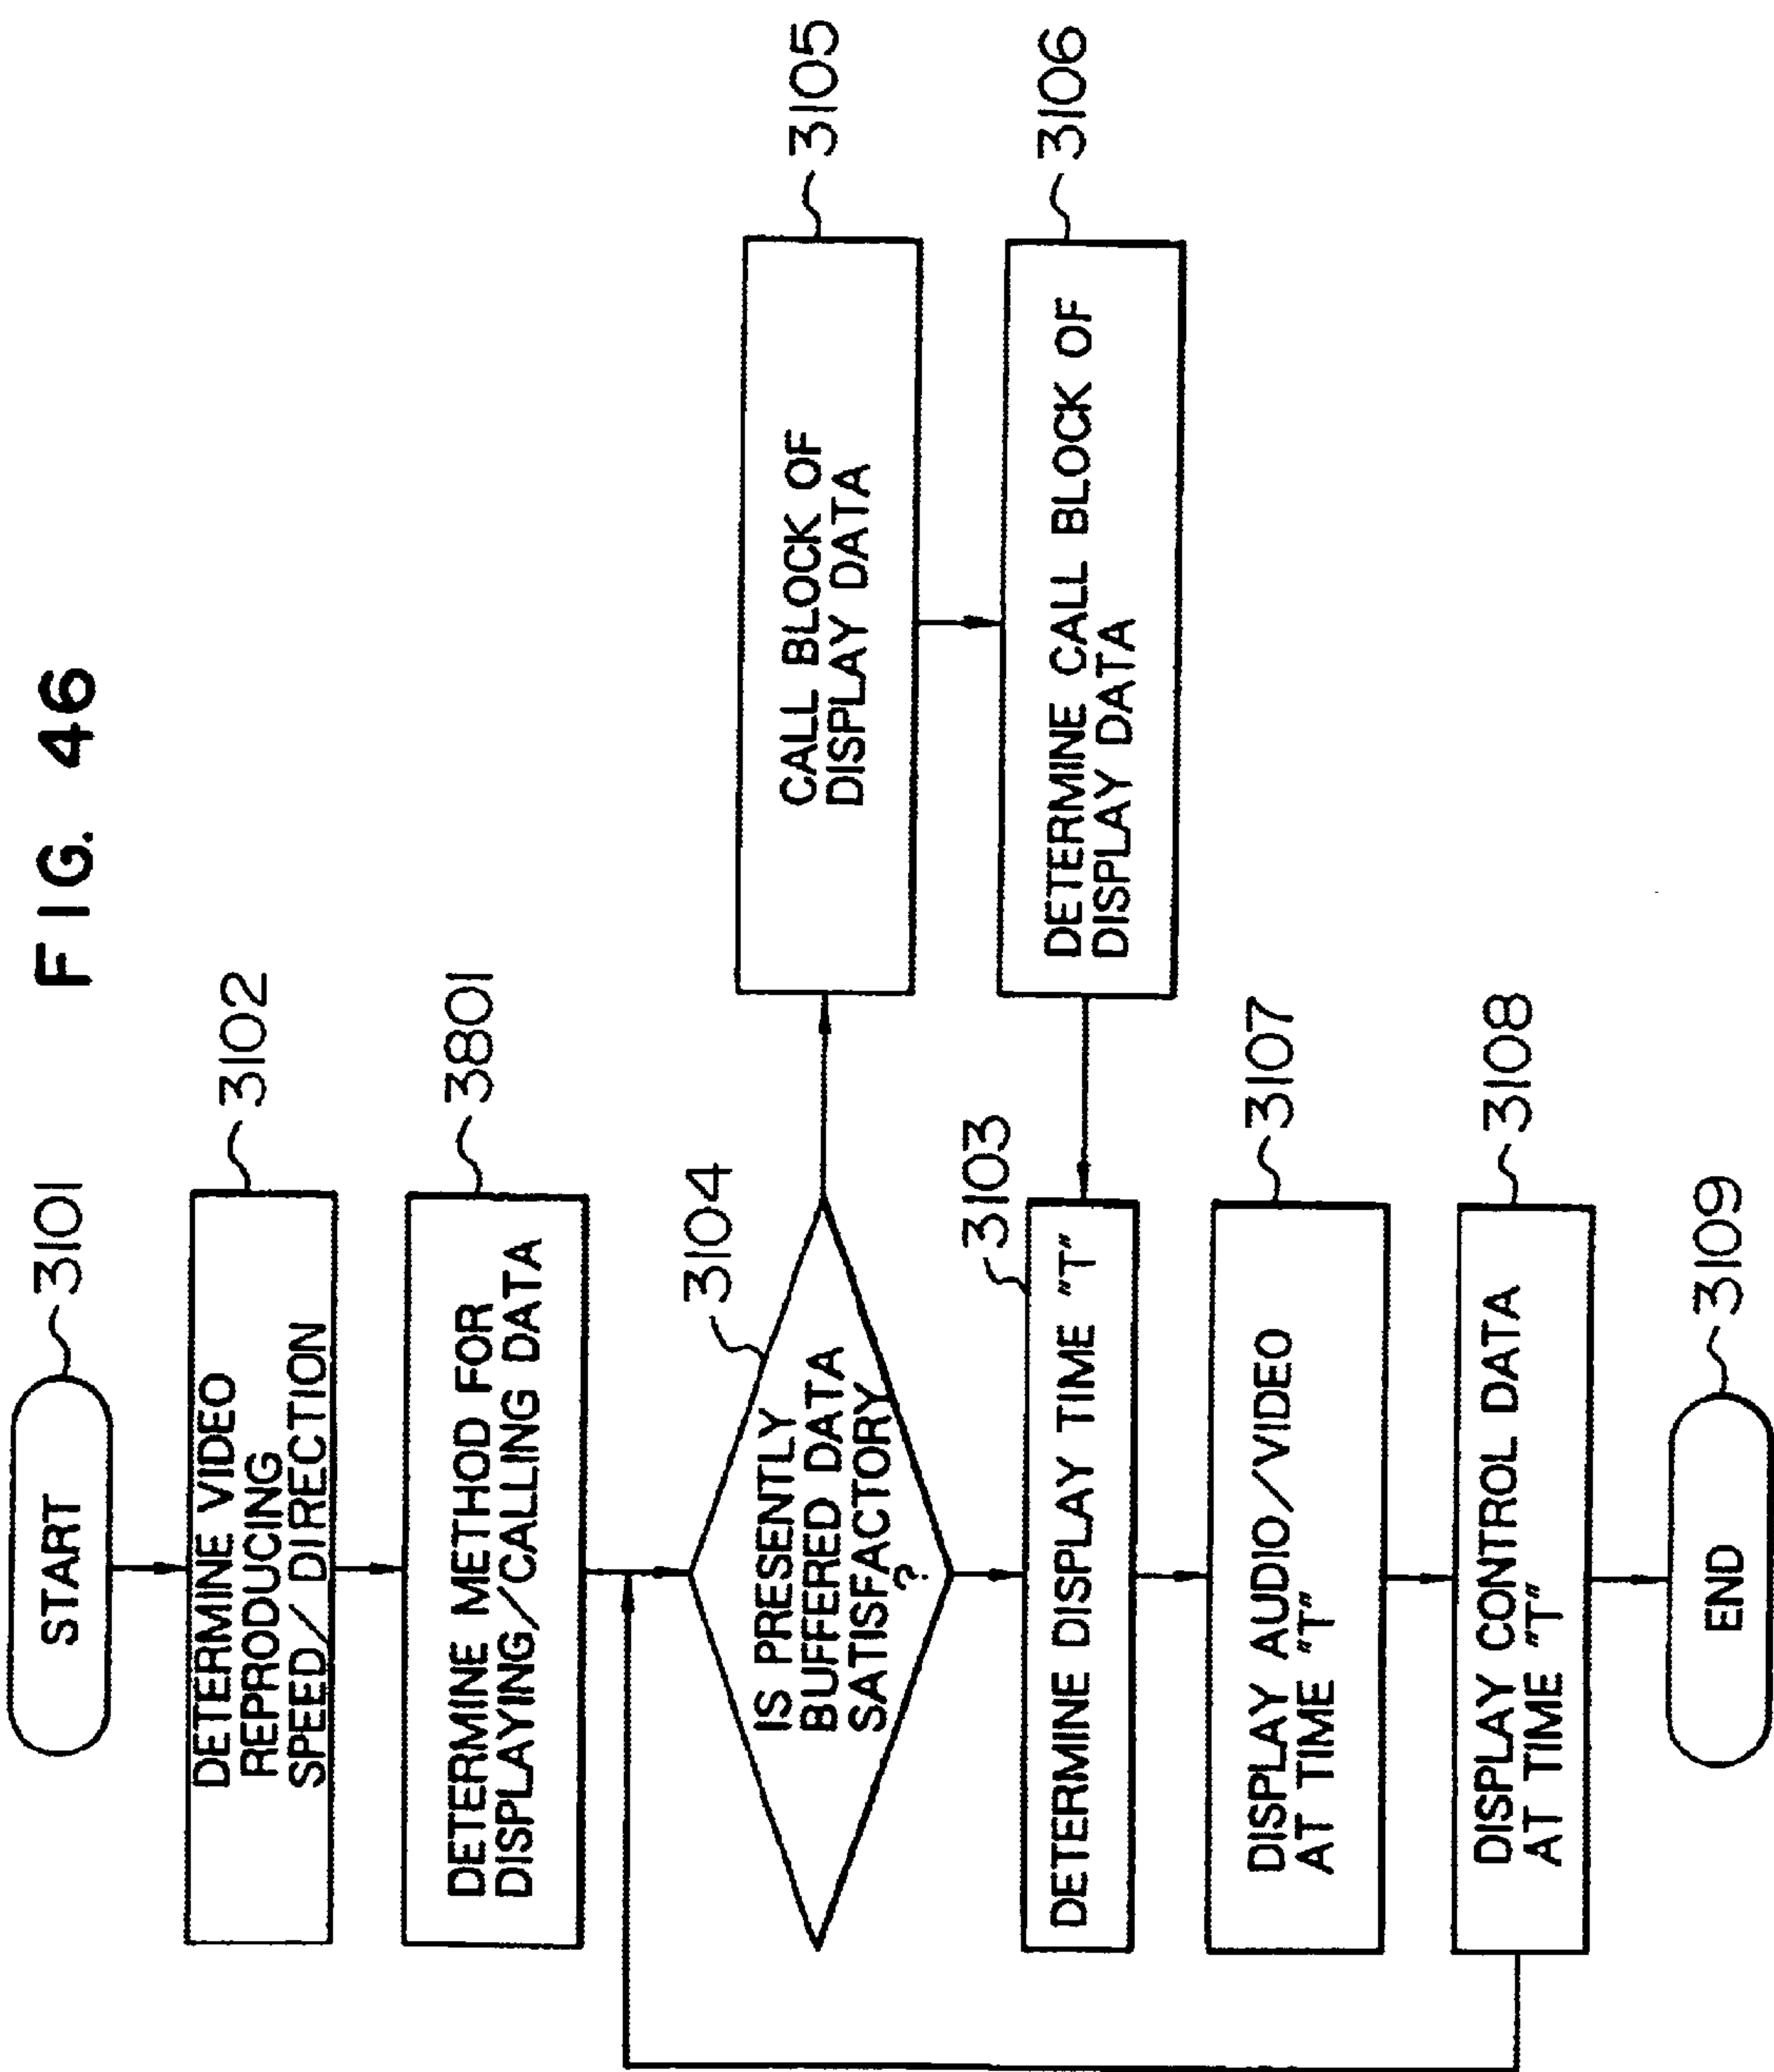 FIG. 46
START
3101
DETERMINE VIDEO
REPRODUCING
SPEED/ DIRECTION
3102
DETERMINE METHOD FOR
DISPLAYING/CALLING DATA
3801
IS PRESENTLY
BUFFERED DATA
SATISFACTORY
?
3104
CALL BLOCK OF
DISPLAY DATA
3105
DETERMINE CALL BLOCK OF
DISPLAY DATA
3106
DETERMINE DISPLAY TIME "T"
3103
DISPLAY AUDIO/VIDEO
AT TIME "T"
3107
DISPLAY CONTROL DATA
AT TIME "T"
3108
END
3109